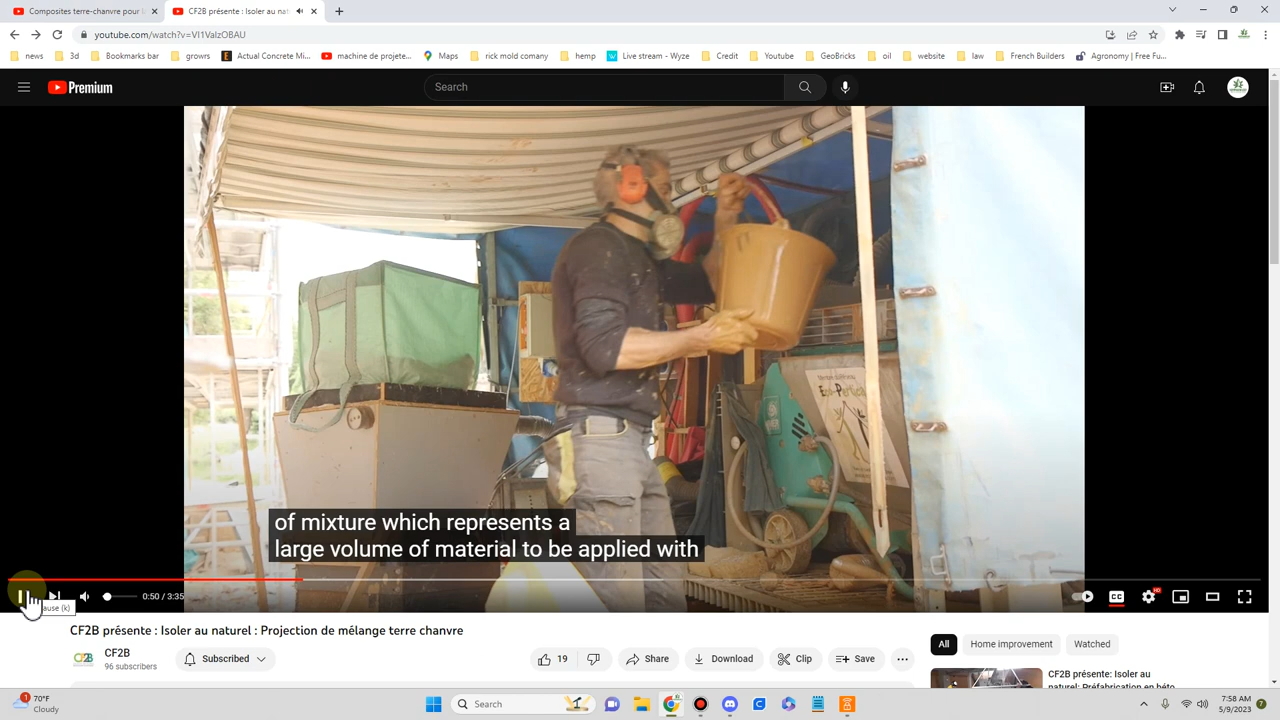 Composites terre-chanvre pour l
CF2B présente : Isoler au nat
youtube.com/watch?v=VI1ValzOBAU
news
3d
Bookmarks bar
growrs
Actual Concrete Mi...
machine de projete...
Maps
rick mold comany
hemp
Live stream - Wyze
Credit
Youtube
GeoBricks
oil
website
law
French Builders
Agronomy | Free Fu...
Premium
Search
of mixture which represents a
large volume of material to be applied with
0:50 / 3:35
CC
HD
ause (k)
CF2B présente : Isoler au naturel : Projection de mélange terre chanvre
CF2B
96 subscribers
Subscribed
19
Share
Download
Clip
Save
All
Home improvement
Watched
CF2B présente: Isoler au
naturel: Préfabrication en béto
1
70°F
Cloudy
Search
7:58 AM
5/9/2023